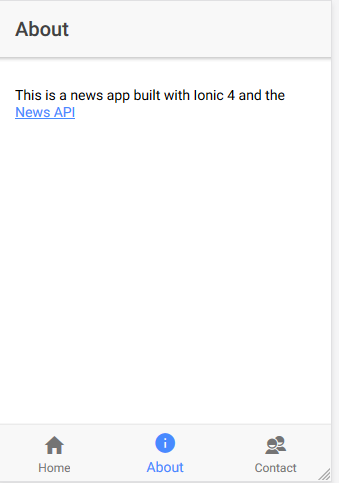 About
This is a news app built with Ionic 4 and the
News API
Home
About
Contact